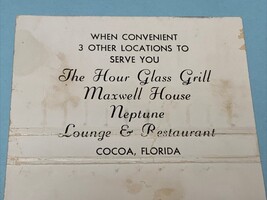 WHEN CONVENIENT
3 OTHER LOCATIONS TO
SERVE YOU
The Hour Glass Grill
Maxwell House
Neptune
Lounge & Restaurant
COCOA, FLORIDA